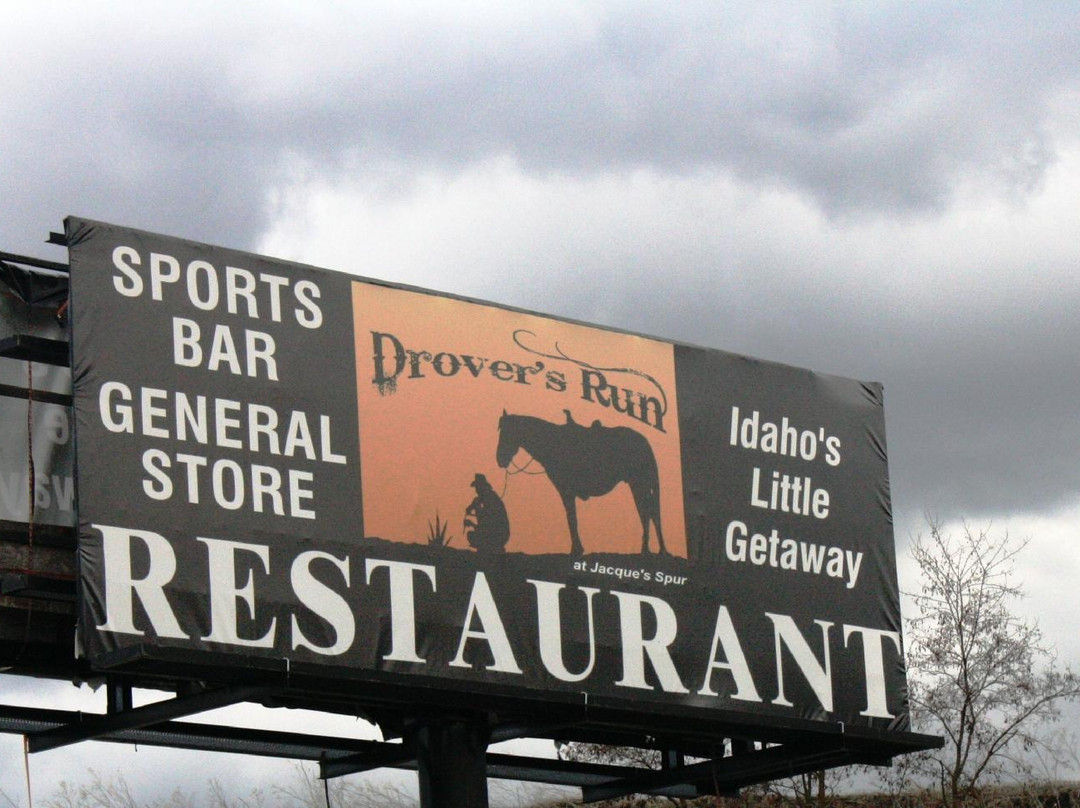 SPORTS
BAR
GENERAL
STORE
Drover's Run
at Jacque's Spur
Idaho's
Little
Getaway
RESTAURANT